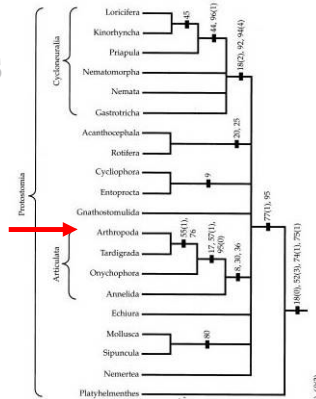 Loricifera
Kinorhyncha
Priapula
Nematomorpha
Nemata
Gastrotricha
Acanthocephala
Rotifera
Cycliophora
Entoprocta
Gnathostomulida
Arthropoda
Tardigrada
Onychophora
Annelida
Echiura
Mollusca
Sipuncula
Nemertea
Platyhelmenthes
Cycloneuralia
Protostomia
Articulata
45
44, 96(1)
18(2), 92, 94(4)
20, 25
9
55(1),
76
17, 57(1),
95(0)
8, 30, 36
80
77(1), 95
18(0), 52(3), 74(1), 75(1)